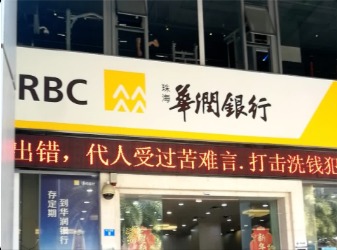 RBC
珠海
華潤銀行
出错，代人受过苦难言.打击洗钱犯
到华润银行
存定期